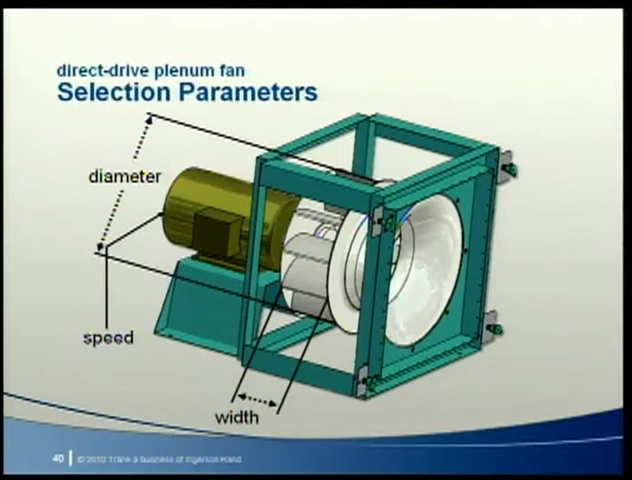 direct-drive plenum fan
Selection Parameters
diameter
speed
width
40 © 2010 Trane a business of Ingersoll-Rand